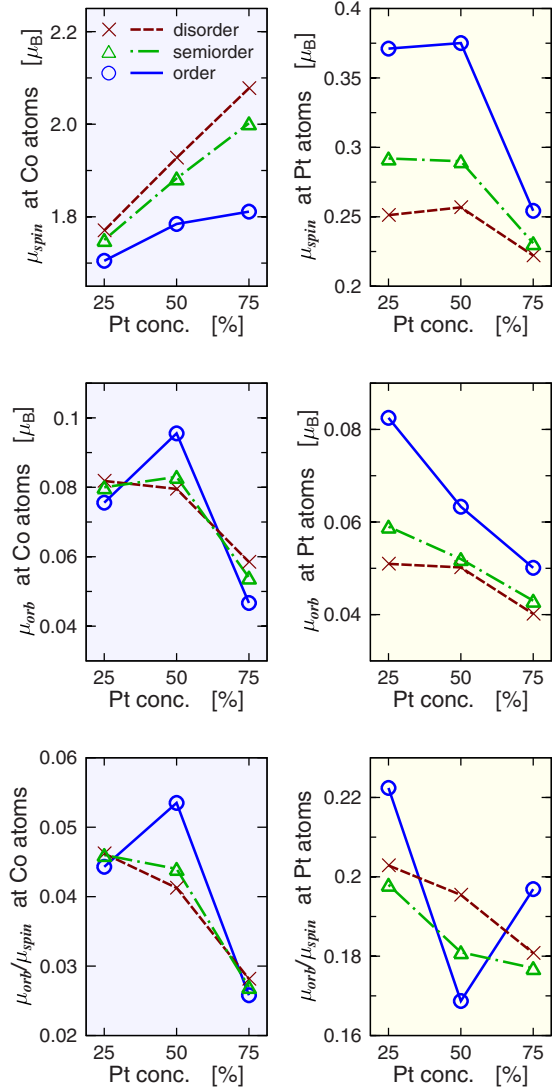 μspin at Co atoms [μB]
2.2
2.0
1.8
disorder
semiorder
order
25 50 75
Pt conc. [%]
μspin at Pt atoms [μB]
0.4
0.35
0.3
0.25
0.2
25 50 75
Pt conc. [%]
μorb at Co atoms [μB]
0.1
0.08
0.06
0.04
25 50 75
Pt conc. [%]
μorb at Pt atoms [μB]
0.08
0.06
0.04
25 50 75
Pt conc. [%]
μorb/μspin at Co atoms
0.06
0.05
0.04
0.03
0.02
25 50 75
Pt conc. [%]
μorb/μspin at Pt atoms
0.22
0.2
0.18
0.16
25 50 75
Pt conc. [%]